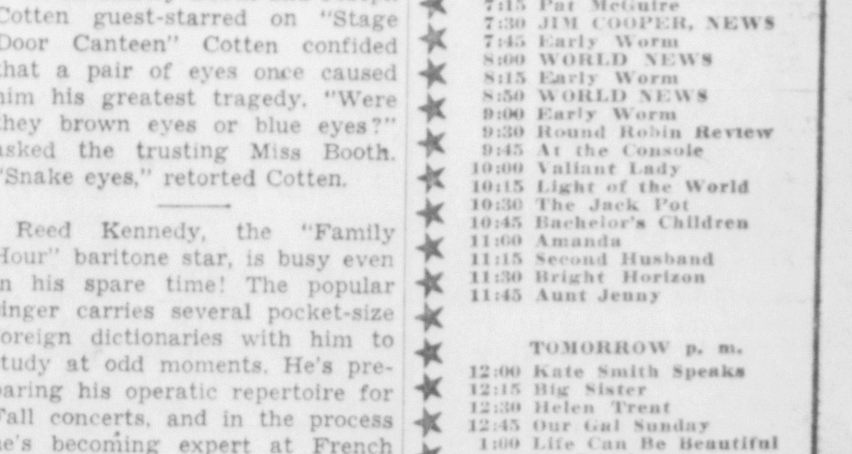 Cotten guest-starred on "Stage
Door Canteen" Cotten confided
that a pair of eyes once caused
him his greatest tragedy. "Were
they brown eyes or blue eyes?"
asked the trusting Miss Booth.
"Snake eyes," retorted Cotten.
Reed Kennedy, the "Family
Hour" baritone star, is busy even
in his spare time! The popular
singer carries several pocket-size
foreign dictionaries with him to
study at odd moments. He's pre-
paring his operatic repertoire for
Fall concerts, and in the process
he's becoming expert at French
7:15 Pat McGuire
7:30 JIM COOPER, NEWS
7:45 Early Worm
8:00 WORLD NEWS
8:15 Early Worm
8:50 WORLD NEWS
9:00 Early Worm
9:30 Round Robin Review
9:45 At the Console
10:00 Valiant Lady
10:15 Light of the World
10:30 The Jack Pot
10:45 Bachelor's Children
11:00 Amanda
11:15 Second Husband
11:30 Bright Horizon
11:45 Aunt Jenny
TOMORROW p. m.
12:00 Kate Smith Speaks
12:15 Big Sister
12:30 Helen Trent
12:45 Our Gal Sunday
1:00 Life Can Be Beautiful